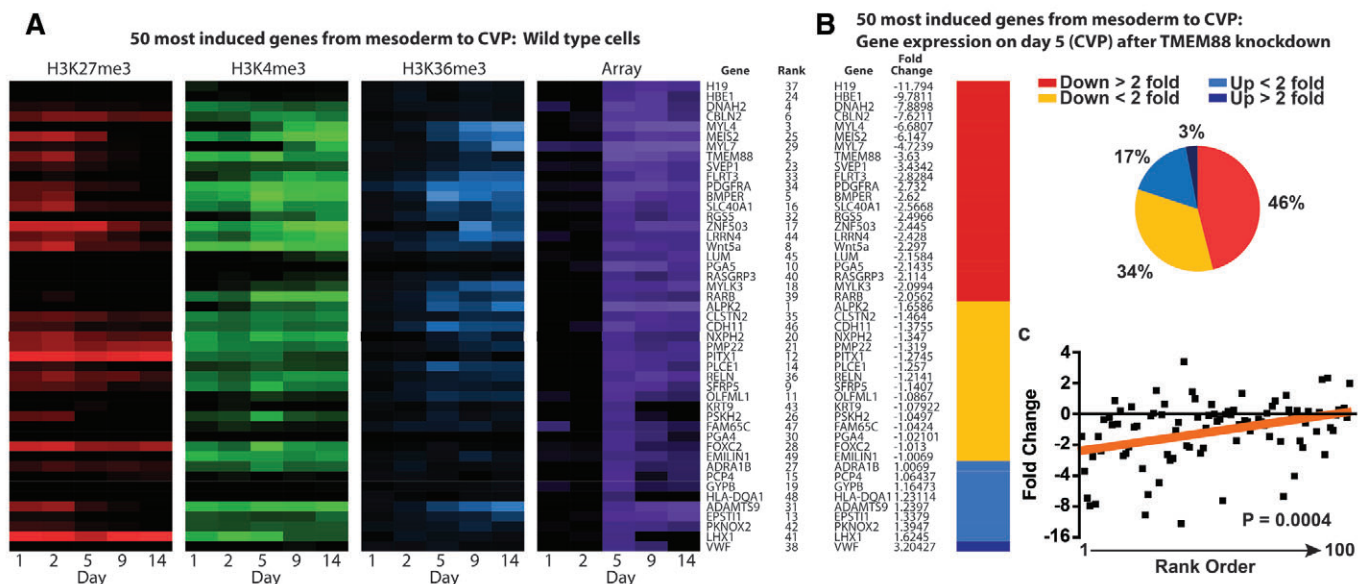 A
50 most induced genes from mesoderm to CVP: Wild type cells
H3K27me3 H3K4me3 H3K36me3 Array
Gene Rank
H19 37
HBE1 24
DNAH2 4
CBLN2 6
MYL4 3
MEIS2 25
MYL7 29
TMEM88 2
SVEP1 23
FLRT3 33
PDGFRA 34
BMPER 5
SLC40A1 16
RGS5 32
ZNF503 17
LRRN4 44
Wnt5a 8
LUM 45
PGA5 10
RASGRP3 40
MYLK3 18
RARB 39
ALPK2 1
CLSTN2 35
CDH11 46
NXPH2 20
PMP22 21
PITX1 12
PLCE1 14
RELN 36
SFRP5 9
OLFML1 11
KRT9 43
PSKH2 26
FAM65C 47
PGA4 30
FOXC2 28
EMILIN1 49
ADRA1B 27
PCP4 15
GYPB 19
HLA-DQA1 48
ADAMTS9 31
EPSTI1 13
PKNOX2 42
LHX1 41
VWF 38
1 2 5 9 14 1 2 5 9 14 1 2 5 9 14 1 2 5 9 14
Day Day Day Day
B
50 most induced genes from mesoderm to CVP:
Gene expression on day 5 (CVP) after TMEM88 knockdown
Gene Fold Change
H19 -11.794
HBE1 -9.7811
DNAH2 -7.8898
CBLN2 -7.6211
MYL4 -6.6807
MEIS2 -6.147
MYL7 -4.7239
TMEM88 -3.63
SVEP1 -3.4342
FLRT3 -2.8284
PDGFRA -2.732
BMPER -2.62
SLC40A1 -2.5668
RGS5 -2.4966
ZNF503 -2.445
LRRN4 -2.428
Wnt5a -2.297
LUM -2.1584
PGA5 -2.1435
RASGRP3 -2.114
MYLK3 -2.0994
RARB -2.0562
ALPK2 -1.6586
CLSTN2 -1.464
CDH11 -1.3755
NXPH2 -1.347
PMP22 -1.319
PITX1 -1.2745
PLCE1 -1.257
RELN -1.2141
SFRP5 -1.1407
OLFML1 -1.0867
KRT9 -1.07922
PSKH2 -1.0497
FAM65C -1.0424
PGA4 -1.02101
FOXC2 -1.013
EMILIN1 -1.0069
ADRA1B 1.0069
PCP4 1.06437
GYPB 1.16473
HLA-DQA1 1.23114
ADAMTS9 1.2397
EPSTI1 1.3379
PKNOX2 1.3947
LHX1 1.6245
VWF 3.20427
Down > 2 fold Up < 2 fold
Down < 2 fold Up > 2 fold
3%
17%
46%
34%
C
Fold Change
4
2
0
-2
-4
-8
-16
P = 0.0004
1 100
Rank Order